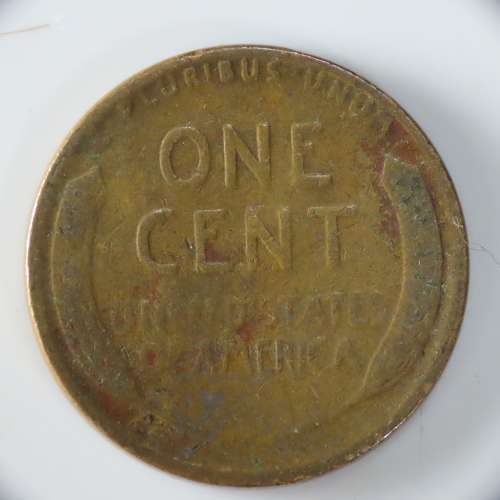 PLURIBUS UNUM
ONE
CENT
UNITED STATES
OF AMERICA